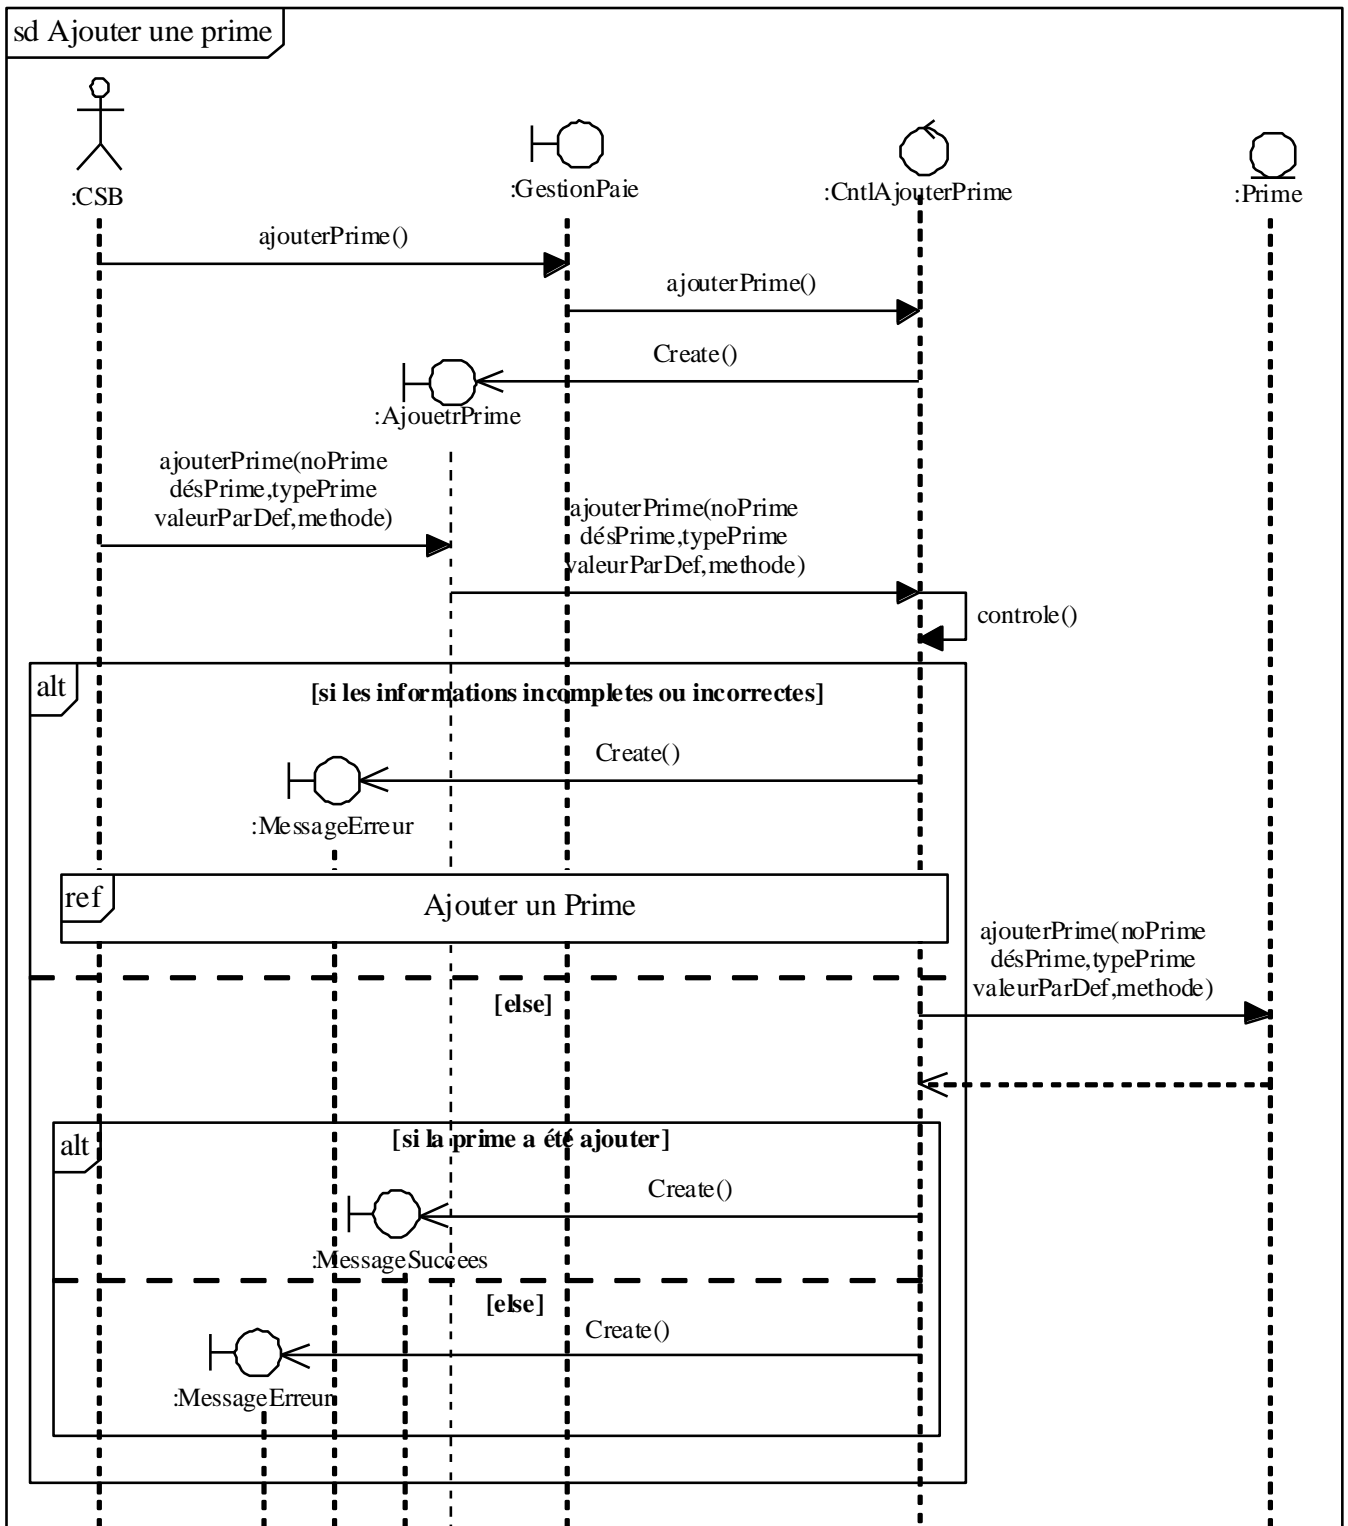 sd Ajouter une prime
:CSB
:GestionPaie
:CntlAjouterPrime
:Prime
ajouterPrime()
ajouterPrime()
Create()
:AjouetrPrime
ajouterPrime(noPrime
désPrime,typePrime
valeurParDef,methode)
ajouterPrime(noPrime
désPrime,typePrime
valeurParDef,methode)
controle()
alt
[si les informations incompletes ou incorrectes]
Create()
:MessageErreur
ref
Ajouter un Prime
ajouterPrime(noPrime
désPrime,typePrime
valeurParDef,methode)
[else]
alt
[si la prime a été ajouter]
Create()
:MessageSuccees
[else]
Create()
:MessageErreur